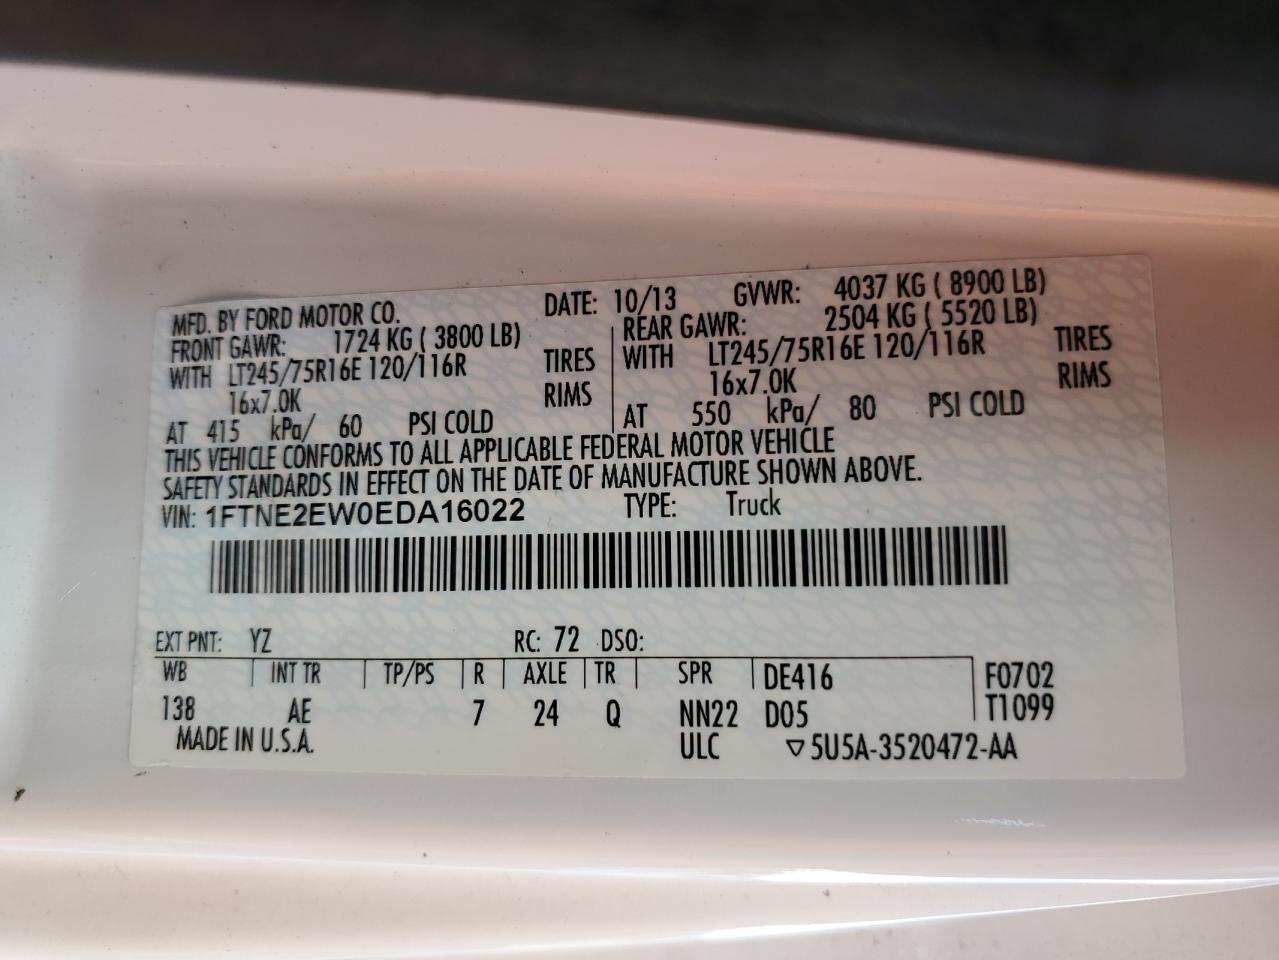 MFD. BY FORD MOTOR CO. DATE: 10/13 GVWR: 4037 KG ( 8900 LB)
FRONT GAWR: 1724 KG ( 3800 LB) REAR GAWR: 2504 KG ( 5520 LB)
WITH LT245/75R16E 120/116R TIRES WITH LT245/75R16E 120/116R TIRES
16x7.0K RIMS 16x7.0K RIMS
AT 415 kPa/ 60 PSI COLD AT 550 kPa/ 80 PSI COLD
THIS VEHICLE CONFORMS TO ALL APPLICABLE FEDERAL MOTOR VEHICLE
SAFETY STANDARDS IN EFFECT ON THE DATE OF MANUFACTURE SHOWN ABOVE.
VIN: 1FTNE2EW0EDA16022 TYPE: Truck
EXT PNT: YZ RC: 72 DSO:
WB INT TR TP/PS R AXLE TR SPR DE416 F0702
138 AE 7 24 Q NN22 D05 T1099
MADE IN U.S.A. ULC ▽5U5A-3520472-AA